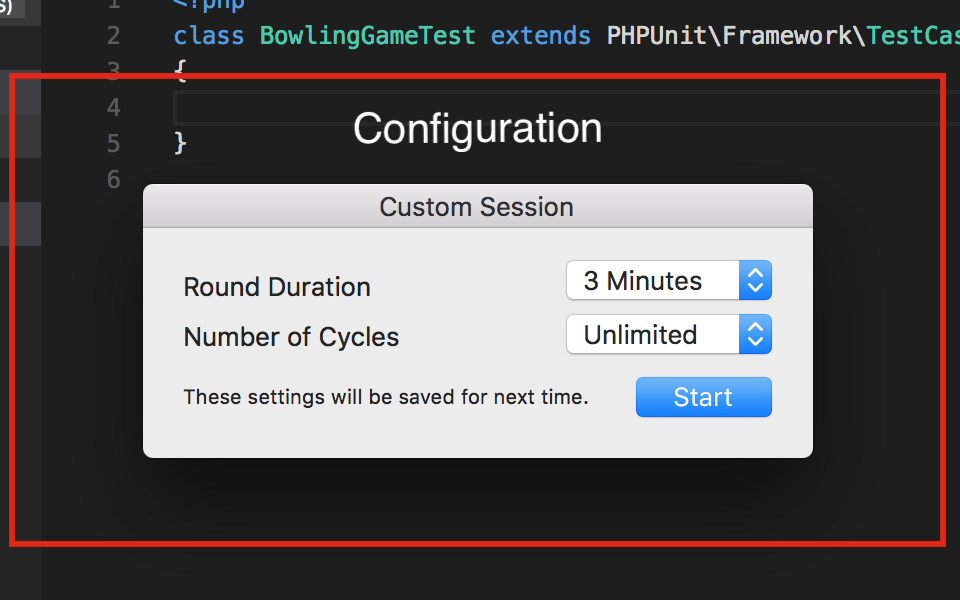 1 <?php
2 class BowlingGameTest extends PHPUnit\Framework\TestCas
3 {
4
Configuration
5 }
6
Custom Session
Round Duration 3 Minutes
Number of Cycles Unlimited
These settings will be saved for next time. Start